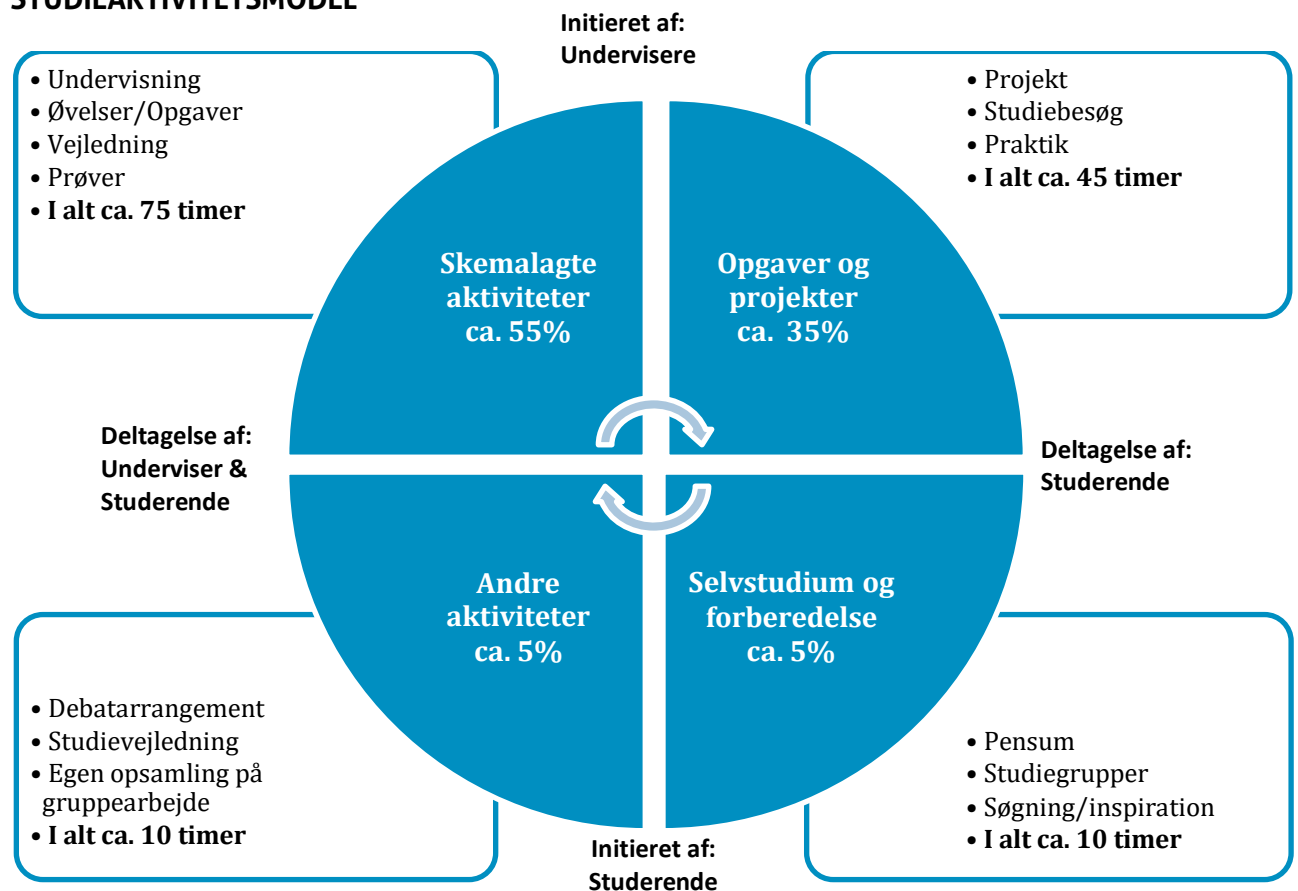 STUDIEAKTIVITETSMODEL
Initieret af:
Undervisere
• Undervisning
• Øvelser/Opgaver
• Vejledning
• Prøver
• I alt ca. 75 timer
• Projekt
• Studiebesøg
• Praktik
• I alt ca. 45 timer
Skemalagte
aktiviteter
ca. 55%
Opgaver og
projekter
ca. 35%
Deltagelse af:
Underviser &
Studerende
Deltagelse af:
Studerende
Andre
aktiviteter
ca. 5%
Selvstudium og
forberedelse
ca. 5%
• Debatarrangement
• Studievejledning
• Egen opsamling på
gruppearbejde
• I alt ca. 10 timer
• Pensum
• Studiegrupper
• Søgning/inspiration
• I alt ca. 10 timer
Initieret af:
Studerende